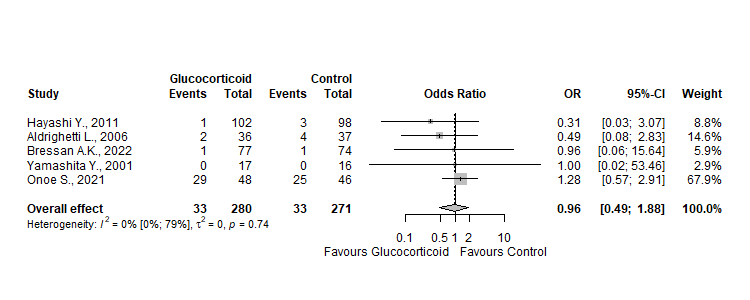 Glucocorticoid Control
Study Events Total Events Total Odds Ratio OR 95%-CI Weight
Hayashi Y., 2011 1 102 3 98 0.31 [0.03; 3.07] 8.8%
Aldrighetti L., 2006 2 36 4 37 0.49 [0.08; 2.83] 14.6%
Bressan A.K., 2022 1 77 1 74 0.96 [0.06; 15.64] 5.9%
Yamashita Y., 2001 0 17 0 16 1.00 [0.02; 53.46] 2.9%
Onoe S., 2021 29 48 25 46 1.28 [0.57; 2.91] 67.9%
Overall effect 33 280 33 271 0.96 [0.49; 1.88] 100.0%
Heterogeneity: I² = 0% [0%; 79%], τ² = 0, p = 0.74
0.1 0.5 1 2 10
Favours Glucocorticoid Favours Control